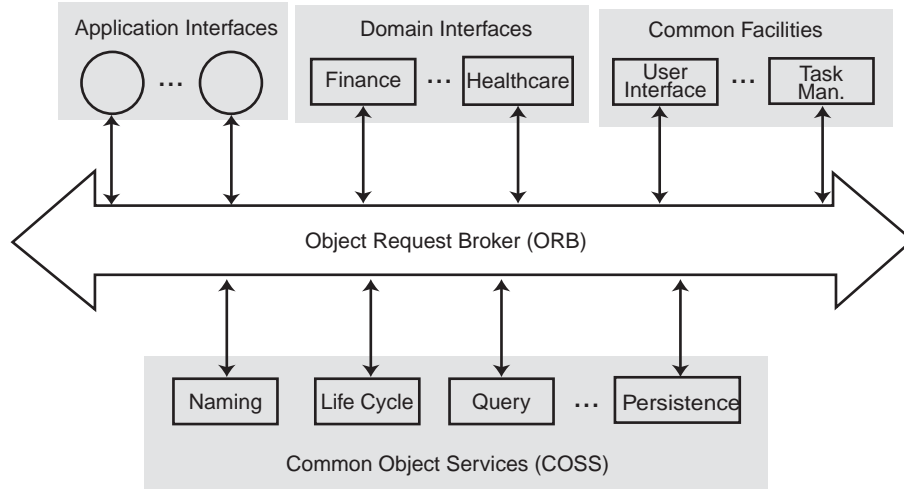 Application Interfaces
...
Domain Interfaces
Finance
...
Healthcare
Common Facilities
User
Interface
...
Task
Man.
Object Request Broker (ORB)
Naming
Life Cycle
Query
...
Persistence
Common Object Services (COSS)